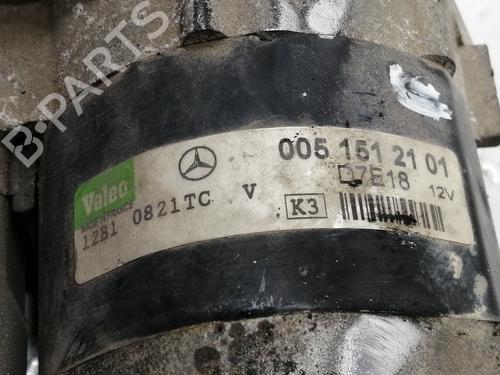 005 151 21 01
Valeo
D7E18
12V
MADE IN FRANCE
12B1 0821TC V
K3
B-PARTS